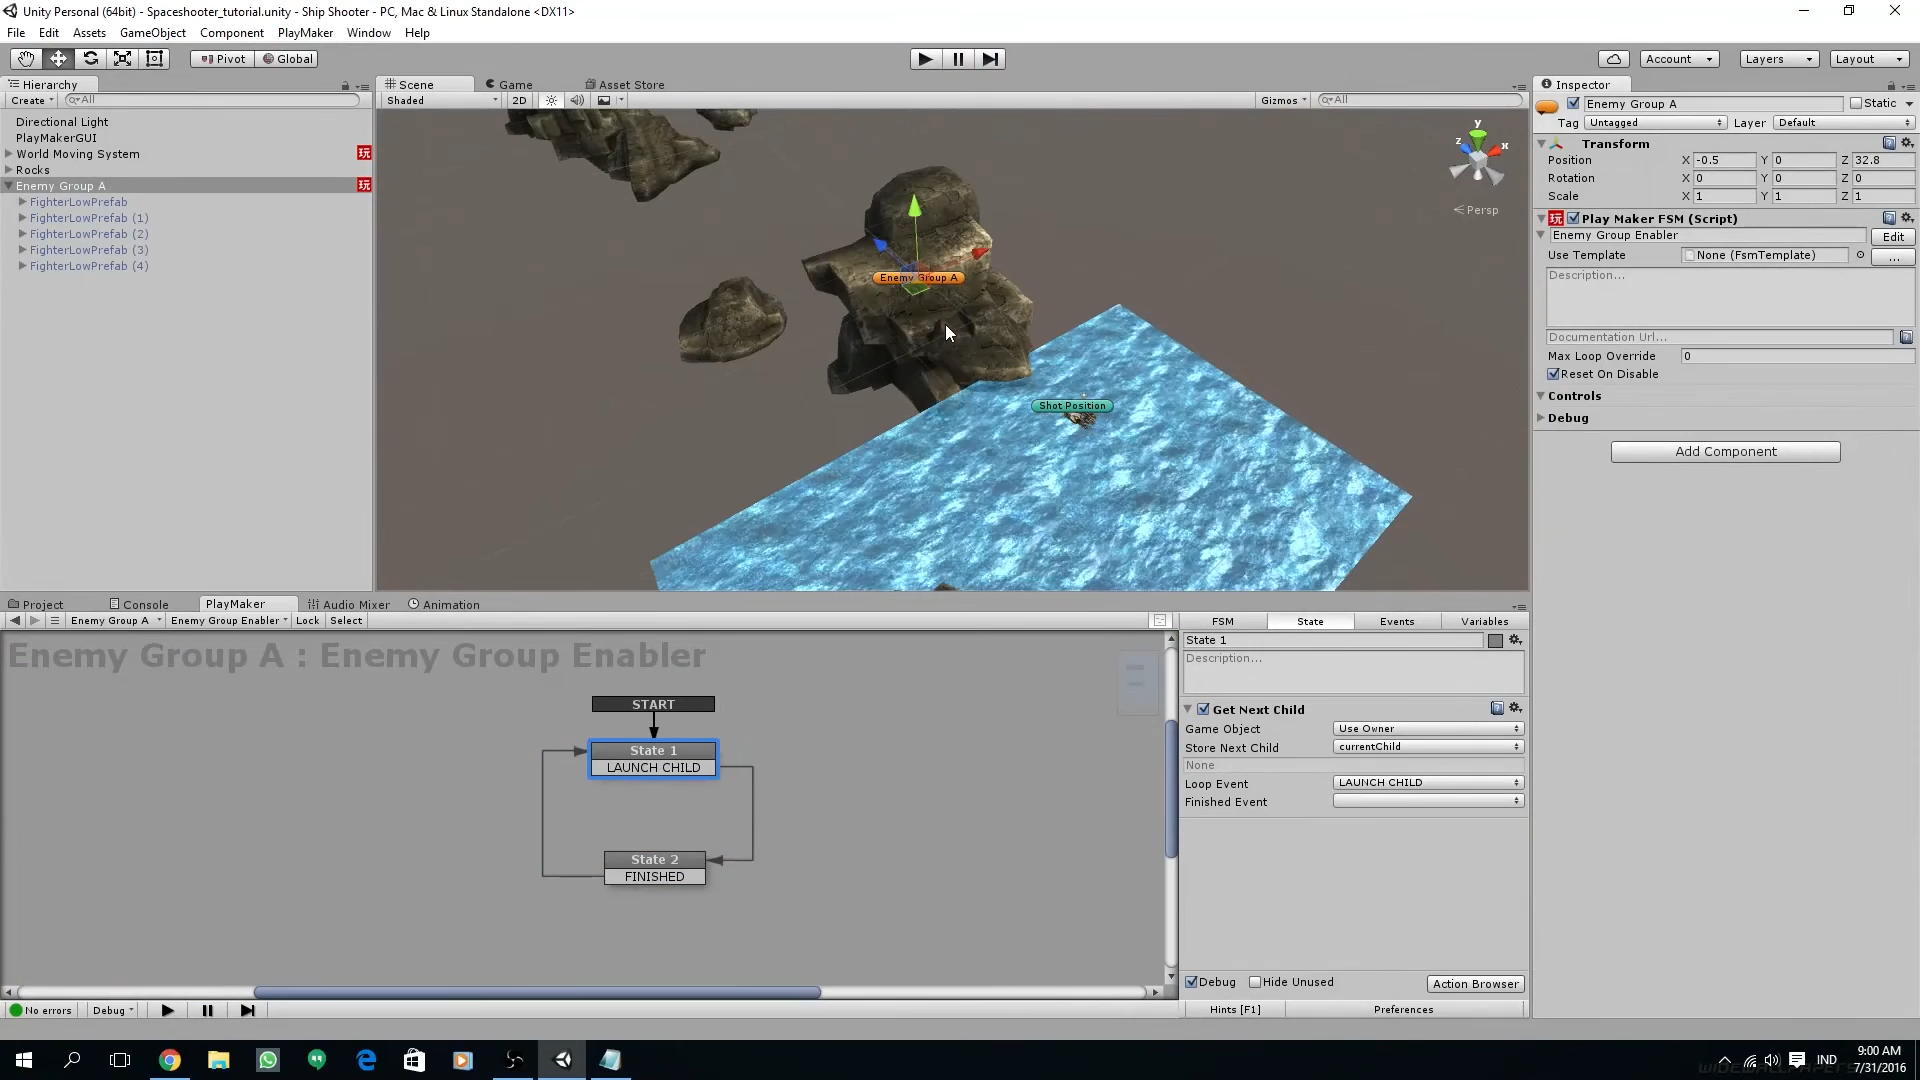 Unity Personal (64bit) - Spaceshooter_tutorial.unity - Ship Shooter - PC, Mac & Linux Standalone <DX11>
File Edit Assets GameObject Component PlayMaker Window Help
Pivot Global Account Layers Layout
Hierarchy
Create All
Directional Light
PlayMakerGUI
World Moving System
玩
Rocks
Enemy Group A
玩
FighterLowPrefab
FighterLowPrefab (1)
FighterLowPrefab (2)
FighterLowPrefab (3)
FighterLowPrefab (4)
Scene Game Asset Store
Shaded 2D Gizmos All
y
z x
Persp
Enemy Group A
Shot Position
Inspector
Enemy Group A Static
Tag Untagged Layer Default
Transform
Position X -0.5 Y 0 Z 32.8
Rotation X 0 Y 0 Z 0
Scale X 1 Y 1 Z 1
玩 Play Maker FSM (Script)
Enemy Group Enabler Edit
Use Template None (FsmTemplate) ...
Description...
Documentation Url...
Max Loop Override 0
Reset On Disable
Controls
Debug
Add Component
Project Console PlayMaker Audio Mixer Animation
Enemy Group A Enemy Group Enabler Lock Select
Enemy Group A : Enemy Group Enabler
START
State 1
LAUNCH CHILD
State 2
FINISHED
FSM State Events Variables
State 1
Description...
Get Next Child
Game Object Use Owner
Store Next Child currentChild
None
Loop Event LAUNCH CHILD
Finished Event
Debug Hide Unused Action Browser
No errors Debug
Hints [F1] Preferences
IND
9:00 AM
7/31/2016